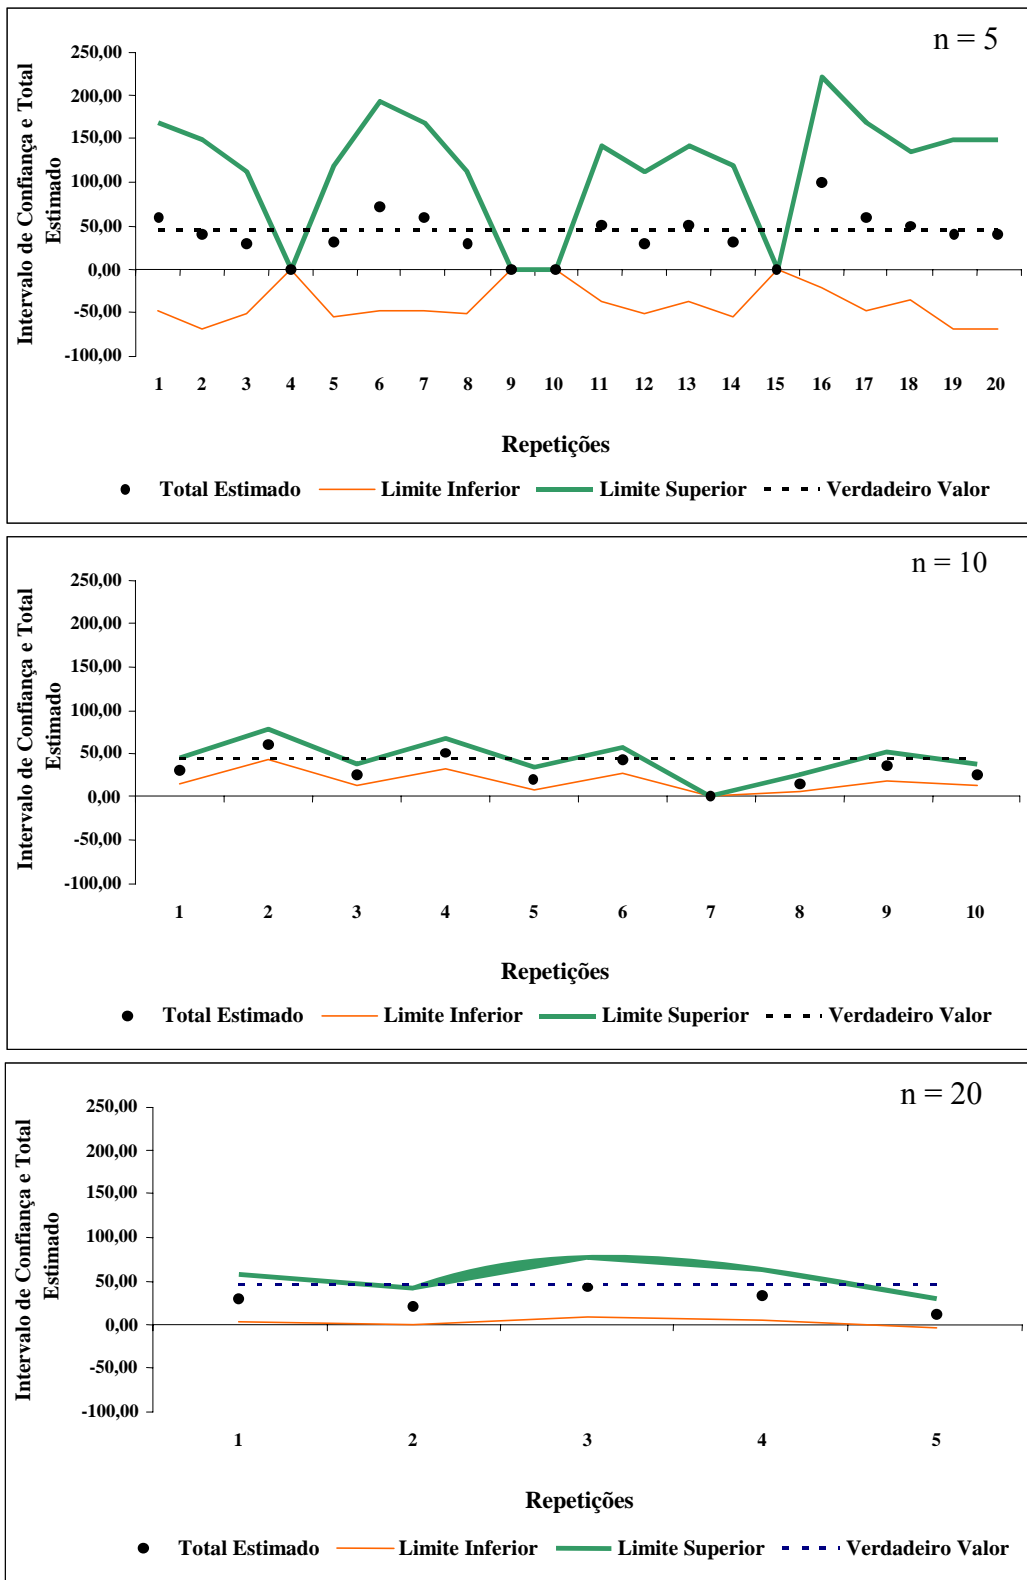 n = 5
Intervalo de Confiança e Total
Estimado
250,00
200,00
150,00
100,00
50,00
0,00
-50,00
-100,00
1 2 3 4 5 6 7 8 9 10 11 12 13 14 15 16 17 18 19 20
Repetições
Total Estimado Limite Inferior Limite Superior Verdadeiro Valor
n = 10
Intervalo de Confiança e Total
Estimado
250,00
200,00
150,00
100,00
50,00
0,00
-50,00
-100,00
1 2 3 4 5 6 7 8 9 10
Repetições
Total Estimado Limite Inferior Limite Superior Verdadeiro Valor
n = 20
Intervalo de Confiança e Total
Estimado
250,00
200,00
150,00
100,00
50,00
0,00
-50,00
-100,00
1 2 3 4 5
Repetições
Total Estimado Limite Inferior Limite Superior Verdadeiro Valor